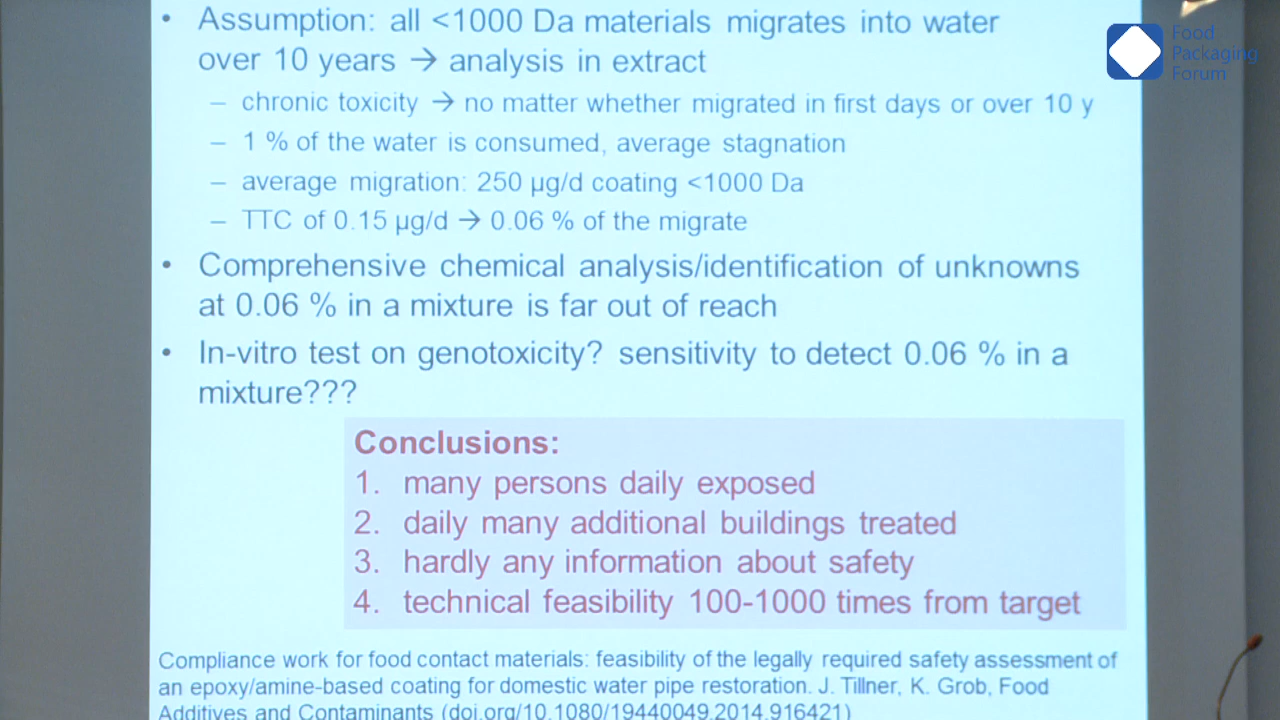 • Assumption: all <1000 Da materials migrates into water
over 10 years → analysis in extract
– chronic toxicity → no matter whether migrated in first days or over 10 y
– 1 % of the water is consumed, average stagnation
– average migration: 250 µg/d coating <1000 Da
– TTC of 0.15 µg/d → 0.06 % of the migrate
• Comprehensive chemical analysis/identification of unknowns
at 0.06 % in a mixture is far out of reach
• In-vitro test on genotoxicity? sensitivity to detect 0.06 % in a
mixture???
Conclusions:
1. many persons daily exposed
2. daily many additional buildings treated
3. hardly any information about safety
4. technical feasibility 100-1000 times from target
Compliance work for food contact materials: feasibility of the legally required safety assessment of
an epoxy/amine-based coating for domestic water pipe restoration. J. Tillner, K. Grob, Food
Additives and Contaminants (doi.org/10.1080/19440049.2014.916421)
Food
Packaging
Forum